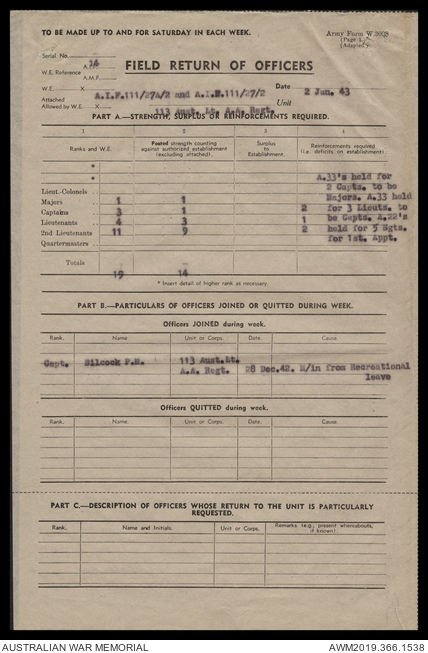 TO BE MADE UP TO AND FOR SATURDAY IN EACH WEEK.
Army Form W.3008
(Page 1.)
(Adapted)
Serial No. 14
FIELD RETURN OF OFFICERS
W.E. Reference A.M.F.
W.E. X A.I.F.111/27A/2 and A.I.N.111/27/2
Date 2 Jan. 43
Attached X
Allowed by W.E.
113 Aust. Lt. A.A. Regt. Unit
PART A.—STRENGTH, SURPLUS OR REINFORCEMENTS REQUIRED.
1 2 3 4
Ranks and W.E. Posted strength counting against authorized establishment (excluding attached). Surplus to Establishment. Reinforcements required (i.e. deficits on establishment)
*
*
A.33's held for
2 Capts. to be
Majors. A.33 held
for 3 Lieuts. to
be Capts. A.22's
held for 5 Sgts.
for 1st. Appt.
Lieut.-Colonels
Majors 1 1
Captains 3 1 2
Lieutenants 4 3 1
2nd Lieutenants 11 9 2
Quartermasters
Totals 19 14
* Insert detail of higher rank as necessary.
PART B.—PARTICULARS OF OFFICERS JOINED OR QUITTED DURING WEEK.
Officers JOINED during week.
Rank. Name Unit or Corps. Date. Cause
Capt. Silcock P.N. 113 Aust.Lt. A.A. Regt. 28 Dec.42. M/in from Recreational leave
Officers QUITTED during week.
Rank. Name. Unit or Corps. Date. Cause.
PART C.—DESCRIPTION OF OFFICERS WHOSE RETURN TO THE UNIT IS PARTICULARLY
REQUESTED.
Rank. Name and Initials. Unit or Corps. Remarks (e.g., present whereabouts, if known)
AUSTRALIAN WAR MEMORIAL
AWM2019.366.1538